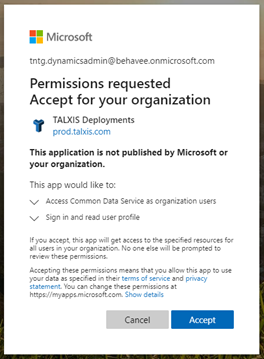 Microsoft
tntg.dynamicsadmin@behavee.onmicrosoft.com
Permissions requested
Accept for your organization
TALXIS Deployments
prod.talxis.com
This application is not published by Microsoft or
your organization.
This app would like to:
Access Common Data Service as organization users
Sign in and read user profile
If you accept, this app will get access to the specified resources for
all users in your organization. No one else will be prompted to
review these permissions.
Accepting these permissions means that you allow this app to use
your data as specified in their terms of service and privacy
statement. You can change these permissions at
https://myapps.microsoft.com. Show details
Cancel
Accept